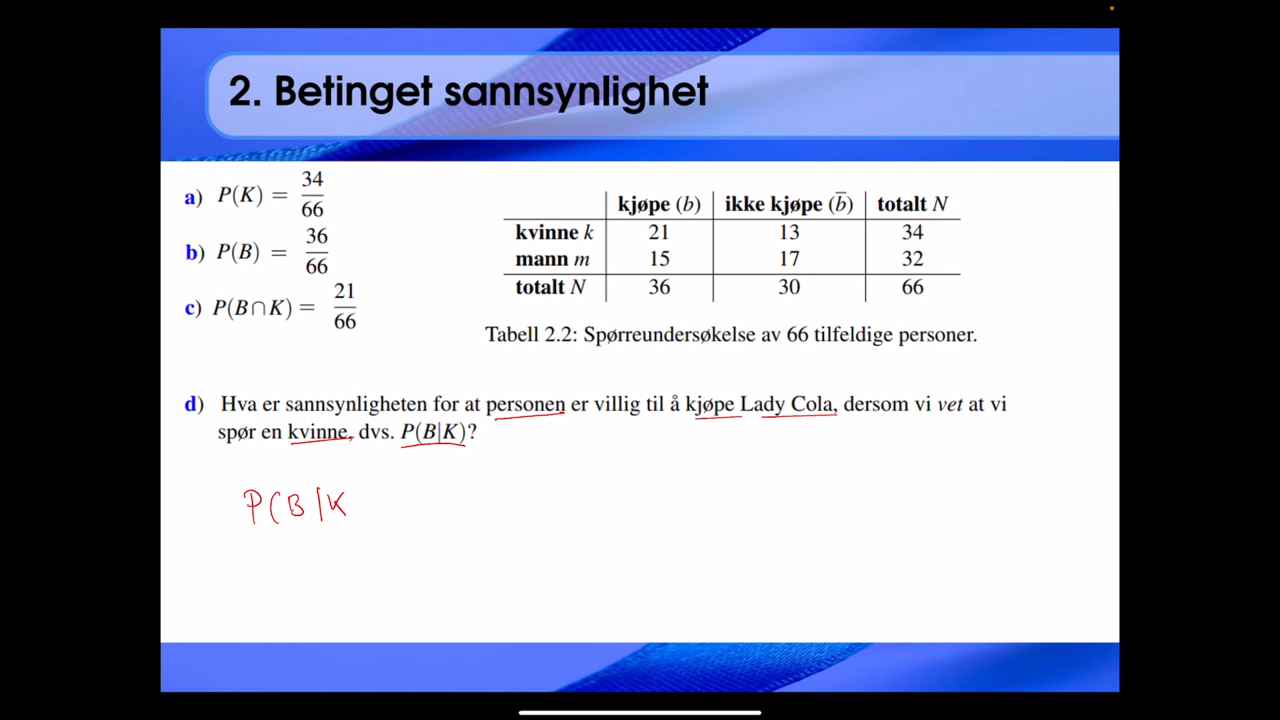 2. Betinget sannsynlighet
a) P(K) = 34/66
b) P(B) = 36/66
c) P(B∩K) = 21/66
kjøpe (b) ikke kjøpe (b̄) totalt N
kvinne k 21 13 34
mann m 15 17 32
totalt N 36 30 66
Tabell 2.2: Spørreundersøkelse av 66 tilfeldige personer.
d) Hva er sannsynligheten for at personen er villig til å kjøpe Lady Cola, dersom vi vet at vi
spør en kvinne, dvs. P(B|K)?
P(B|K